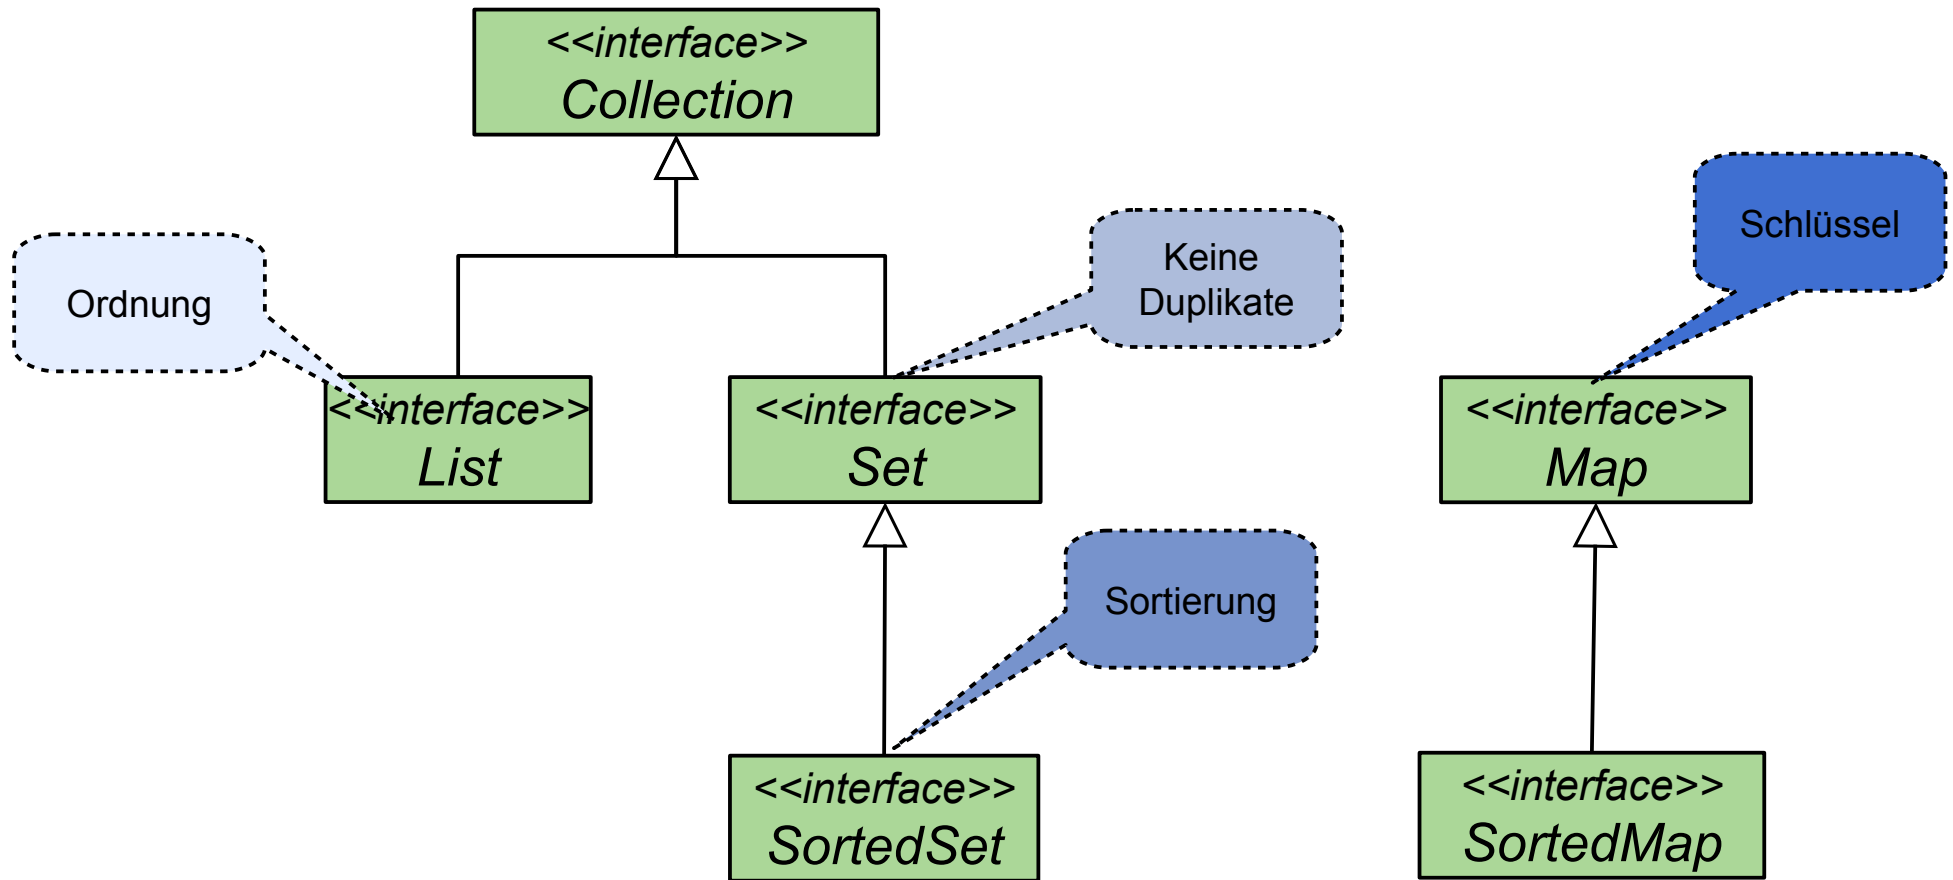 <<interface>>
Collection
Ordnung
Keine
Duplikate
Schlüssel
<<interface>>
List
<<interface>>
Set
<<interface>>
Map
Sortierung
<<interface>>
SortedSet
<<interface>>
SortedMap